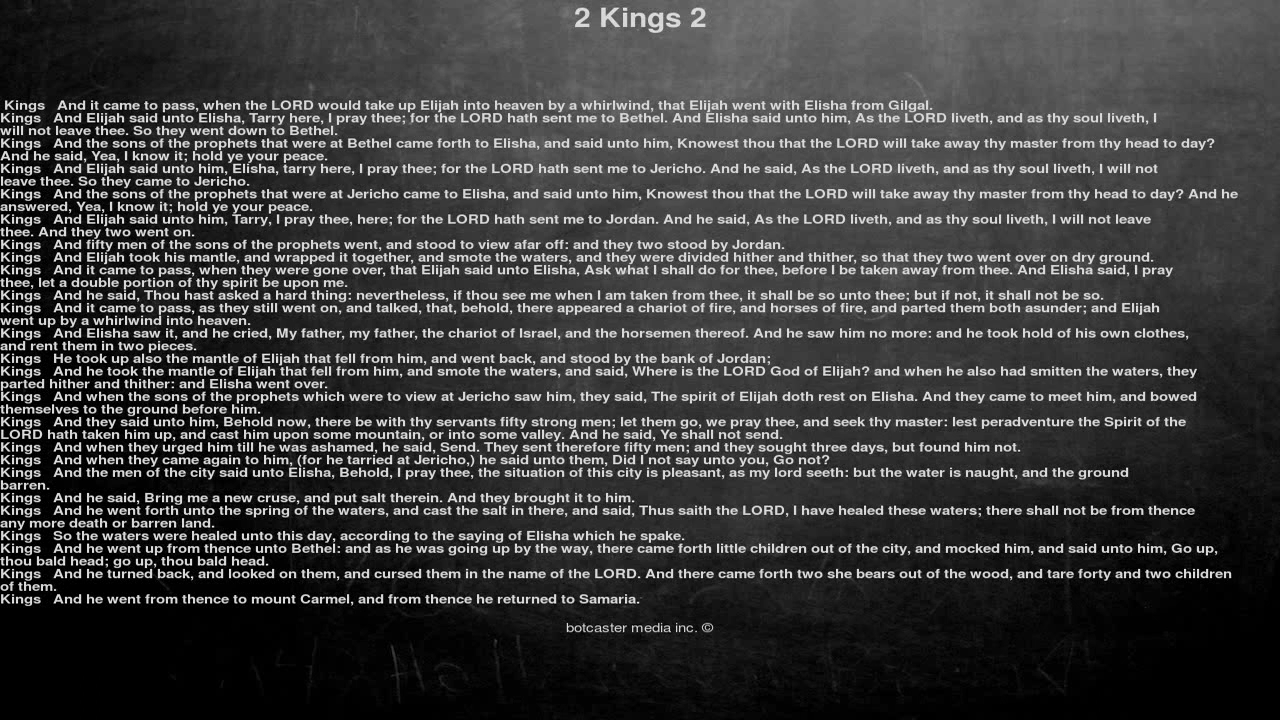 2 Kings 2
Kings And it came to pass, when the LORD would take up Elijah into heaven by a whirlwind, that Elijah went with Elisha from Gilgal.
Kings And Elijah said unto Elisha, Tarry here, I pray thee; for the LORD hath sent me to Bethel. And Elisha said unto him, As the LORD liveth, and as thy soul liveth, I
will not leave thee. So they went down to Bethel.
Kings And the sons of the prophets that were at Bethel came forth to Elisha, and said unto him, Knowest thou that the LORD will take away thy master from thy head to day?
And he said, Yea, I know it; hold ye your peace.
Kings And Elijah said unto him, Elisha, tarry here, I pray thee; for the LORD hath sent me to Jericho. And he said, As the LORD liveth, and as thy soul liveth, I will not
leave thee. So they came to Jericho.
Kings And the sons of the prophets that were at Jericho came to Elisha, and said unto him, Knowest thou that the LORD will take away thy master from thy head to day? And he
answered, Yea, I know it; hold ye your peace.
Kings And Elijah said unto him, Tarry, I pray thee, here; for the LORD hath sent me to Jordan. And he said, As the LORD liveth, and as thy soul liveth, I will not leave
thee. And they two went on.
Kings And fifty men of the sons of the prophets went, and stood to view afar off: and they two stood by Jordan.
Kings And Elijah took his mantle, and wrapped it together, and smote the waters, and they were divided hither and thither, so that they two went over on dry ground.
Kings And it came to pass, when they were gone over, that Elijah said unto Elisha, Ask what I shall do for thee, before I be taken away from thee. And Elisha said, I pray
thee, let a double portion of thy spirit be upon me.
Kings And he said, Thou hast asked a hard thing: nevertheless, if thou see me when I am taken from thee, it shall be so unto thee; but if not, it shall not be so.
Kings And it came to pass, as they still went on, and talked, that, behold, there appeared a chariot of fire, and horses of fire, and parted them both asunder; and Elijah
went up by a whirlwind into heaven.
Kings And Elisha saw it, and he cried, My father, my father, the chariot of Israel, and the horsemen thereof. And he saw him no more: and he took hold of his own clothes,
and rent them in two pieces.
Kings He took up also the mantle of Elijah that fell from him, and went back, and stood by the bank of Jordan;
Kings And he took the mantle of Elijah that fell from him, and smote the waters, and said, Where is the LORD God of Elijah? and when he also had smitten the waters, they
parted hither and thither: and Elisha went over.
Kings And when the sons of the prophets which were to view at Jericho saw him, they said, The spirit of Elijah doth rest on Elisha. And they came to meet him, and bowed
themselves to the ground before him.
Kings And they said unto him, Behold now, there be with thy servants fifty strong men; let them go, we pray thee, and seek thy master: lest peradventure the Spirit of the
LORD hath taken him up, and cast him upon some mountain, or into some valley. And he said, Ye shall not send.
Kings And when they urged him till he was ashamed, he said, Send. They sent therefore fifty men; and they sought three days, but found him not.
Kings And when they came again to him, (for he tarried at Jericho,) he said unto them, Did I not say unto you, Go not?
Kings And the men of the city said unto Elisha, Behold, I pray thee, the situation of this city is pleasant, as my lord seeth: but the water is naught, and the ground
barren.
Kings And he said, Bring me a new cruse, and put salt therein. And they brought it to him.
Kings And he went forth unto the spring of the waters, and cast the salt in there, and said, Thus saith the LORD, I have healed these waters; there shall not be from thence
any more death or barren land.
Kings So the waters were healed unto this day, according to the saying of Elisha which he spake.
Kings And he went up from thence unto Bethel: and as he was going up by the way, there came forth little children out of the city, and mocked him, and said unto him, Go up,
thou bald head; go up, thou bald head.
Kings And he turned back, and looked on them, and cursed them in the name of the LORD. And there came forth two she bears out of the wood, and tare forty and two children
of them.
Kings And he went from thence to mount Carmel, and from thence he returned to Samaria.
botcaster media inc. ©